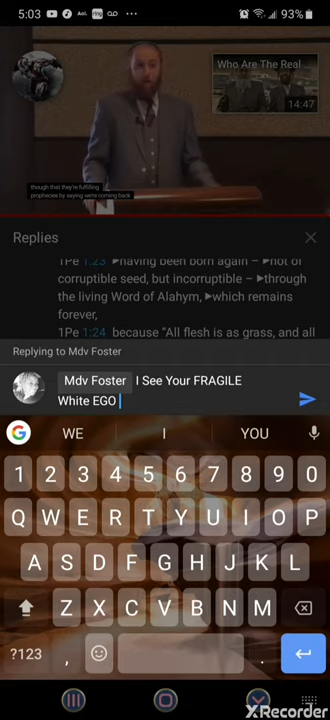 5:03
Aol.
ring
93%
Who Are The Real ...
14:47
though that they're fulfilling
prophecies by saying we're coming back
Replies
1Pe 1:23 ▶having been born again – ▶not of
corruptible seed, but incorruptible – ▶through
the living Word of Alahym, ▶which remains
forever,
1Pe 1:24 because “All flesh is as grass, and all
Replying to Mdv Foster
Mdv Foster I See Your FRAGILE
White EGO
WE I YOU
1 2 3 4 5 6 7 8 9 0
Q W E R T Y U I O P
A S D F G H J K L
Z X C V B N M
?123 , .
XRecorder